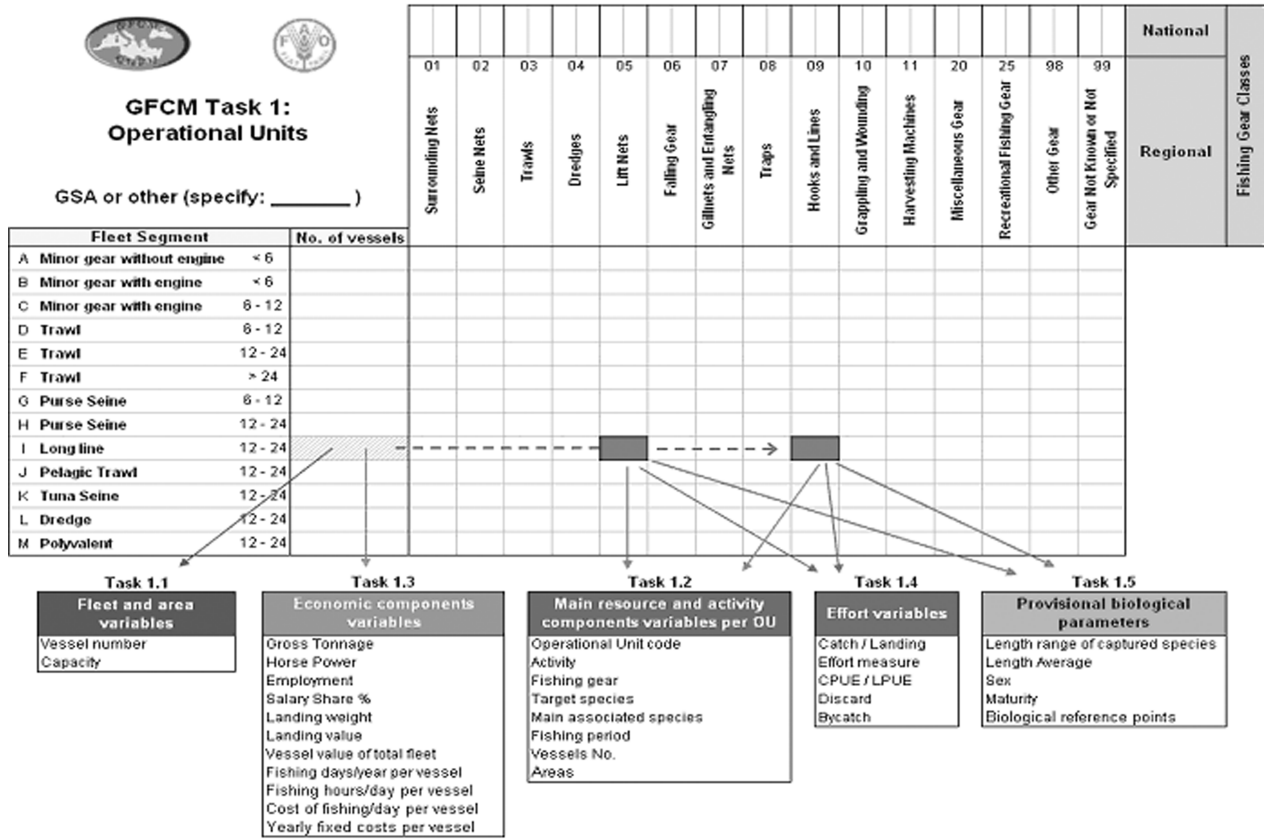 GFCM Task 1:
Operational Units
GSA or other (specify: ________ )
National
Regional
Fishing Gear Classes
01 02 03 04 05 06 07 08 09 10 11 20 25 98 99
Surrounding Nets
Seine Nets
Trawls
Dredges
Lift Nets
Falling Gear
Gillnets and Entangling
Nets
Traps
Hooks and Lines
Grappling and Wounding
Harvesting Machines
Miscellaneous Gear
Recreational Fishing Gear
Other Gear
Gear Not Known or Not
Specified
Fleet Segment No. of vessels
A Minor gear without engine < 6
B Minor gear with engine < 6
C Minor gear with engine 6 - 12
D Trawl 6 - 12
E Trawl 12 - 24
F Trawl > 24
G Purse Seine 6 - 12
H Purse Seine 12 - 24
I Long line 12 - 24
J Pelagic Trawl 12 - 24
K Tuna Seine 12 - 24
L Dredge 12 - 24
M Polyvalent 12 - 24
Task 1.1
Fleet and area
variables
Vessel number
Capacity
Task 1.3
Economic components
variables
Gross Tonnage
Horse Power
Employment
Salary Share %
Landing weight
Landing value
Vessel value of total fleet
Fishing days/year per vessel
Fishing hours/day per vessel
Cost of fishing/day per vessel
Yearly fixed costs per vessel
Task 1.2
Main resource and activity
components variables per OU
Operational Unit code
Activity
Fishing gear
Target species
Main associated species
Fishing period
Vessels No.
Areas
Task 1.4
Effort variables
Catch / Landing
Effort measure
CPUE / LPUE
Discard
Bycatch
Task 1.5
Provisional biological
parameters
Length range of captured species
Length Average
Sex
Maturity
Biological reference points